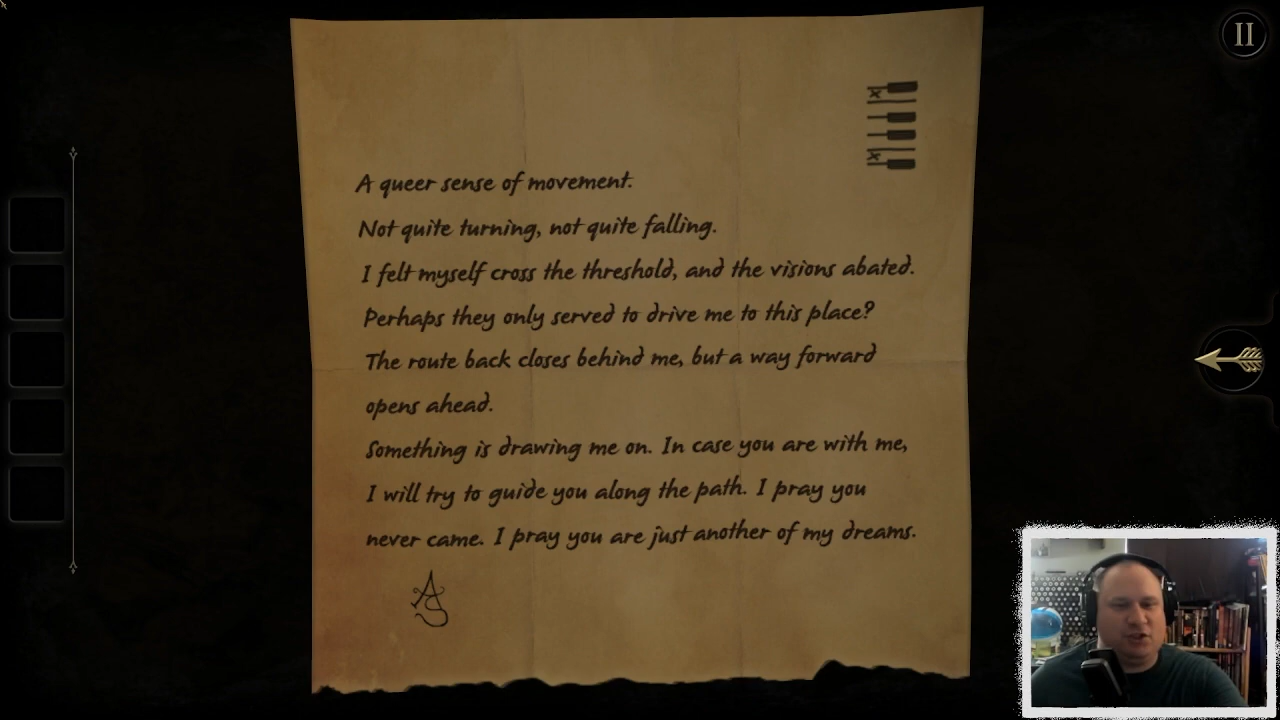 II
A queer sense of movement.
Not quite turning, not quite falling.
I felt myself cross the threshold, and the visions abated.
Perhaps they only served to drive me to this place?
The route back closes behind me, but a way forward
opens ahead.
Something is drawing me on. In case you are with me,
I will try to guide you along the path. I pray you
never came. I pray you are just another of my dreams.
AS